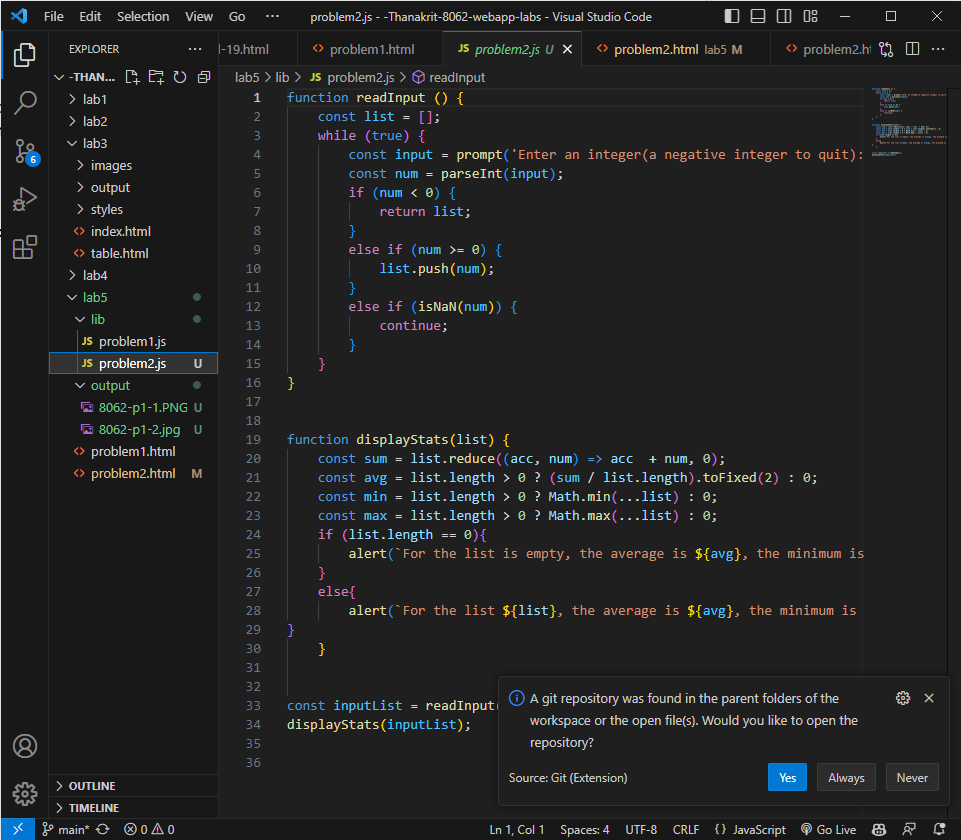 File Edit Selection View Go ··· problem2.js - -Thanakrit-8062-webapp-labs - Visual Studio Code
EXPLORER ···
-THAN...
lab1
lab2
lab3
images
output
styles
index.html
table.html
lab4
lab5
lib
JS problem1.js
JS problem2.js U
output
8062-p1-1.PNG U
8062-p1-2.jpg U
problem1.html
problem2.html M
OUTLINE
TIMELINE
6
l-19.html problem1.html JS problem2.js U problem2.html lab5 M problem2.ht ···
lab5 > lib > JS problem2.js > readInput
1 function readInput () {
2 const list = [];
3 while (true) {
4 const input = prompt('Enter an integer(a negative integer to quit):
5 const num = parseInt(input);
6 if (num < 0) {
7 return list;
8 }
9 else if (num >= 0) {
10 list.push(num);
11 }
12 else if (isNaN(num)) {
13 continue;
14 }
15 }
16 }
17
18
19 function displayStats(list) {
20 const sum = list.reduce((acc, num) => acc  + num, 0);
21 const avg = list.length > 0 ? (sum / list.length).toFixed(2) : 0;
22 const min = list.length > 0 ? Math.min(...list) : 0;
23 const max = list.length > 0 ? Math.max(...list) : 0;
24 if (list.length == 0){
25 alert(`For the list is empty, the average is ${avg}, the minimum is
26 }
27 else{
28 alert(`For the list ${list}, the average is ${avg}, the minimum is
29 }
30 }
31
32
33 const inputList = readInput(
34 displayStats(inputList);
35
36
A git repository was found in the parent folders of the
workspace or the open file(s). Would you like to open the
repository?
Source: Git (Extension) Yes Always Never
main* 0 0 Ln 1, Col 1 Spaces: 4 UTF-8 CRLF {} JavaScript Go Live